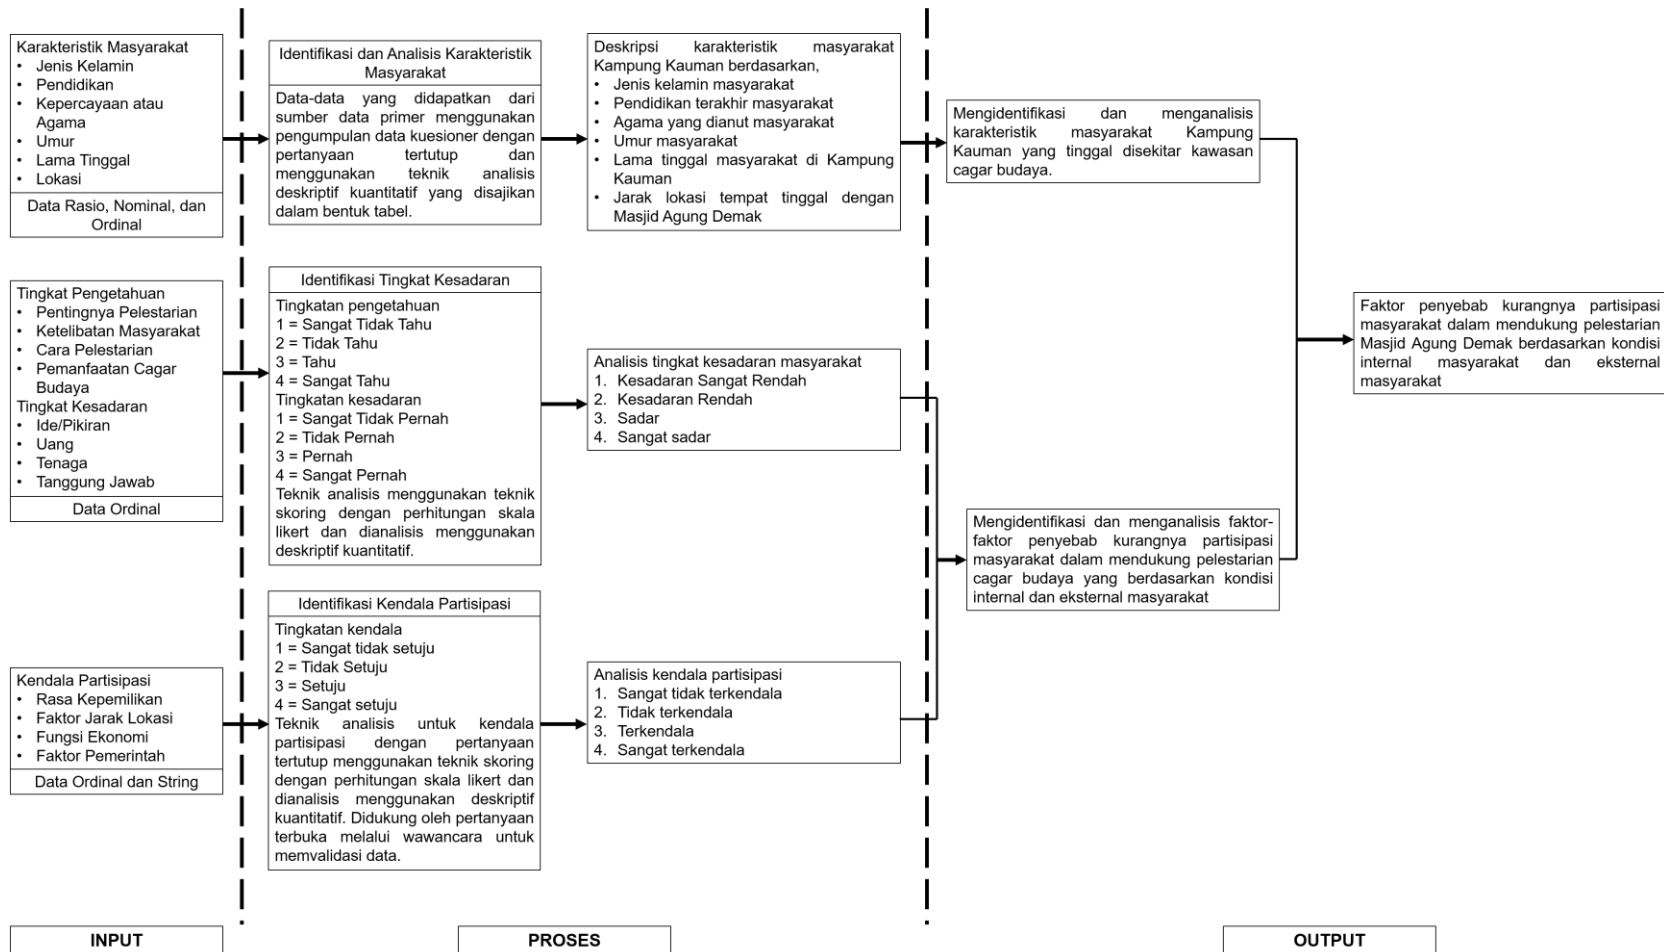 Karakteristik Masyarakat
• Jenis Kelamin
• Pendidikan
• Kepercayaan atau
Agama
• Umur
• Lama Tinggal
• Lokasi
Data Rasio, Nominal, dan
Ordinal
Identifikasi dan Analisis Karakteristik
Masyarakat
Data-data yang didapatkan dari
sumber data primer menggunakan
pengumpulan data kuesioner dengan
pertanyaan tertutup dan
menggunakan teknik analisis
deskriptif kuantitatif yang disajikan
dalam bentuk tabel.
Deskripsi karakteristik masyarakat
Kampung Kauman berdasarkan,
• Jenis kelamin masyarakat
• Pendidikan terakhir masyarakat
• Agama yang dianut masyarakat
• Umur masyarakat
• Lama tinggal masyarakat di Kampung
Kauman
• Jarak lokasi tempat tinggal dengan
Masjid Agung Demak
Mengidentifikasi dan menganalisis
karakteristik masyarakat Kampung
Kauman yang tinggal disekitar kawasan
cagar budaya.
Tingkat Pengetahuan
• Pentingnya Pelestarian
• Ketelibatan Masyarakat
• Cara Pelestarian
• Pemanfaatan Cagar
Budaya
Tingkat Kesadaran
• Ide/Pikiran
• Uang
• Tenaga
• Tanggung Jawab
Data Ordinal
Identifikasi Tingkat Kesadaran
Tingkatan pengetahuan
1 = Sangat Tidak Tahu
2 = Tidak Tahu
3 = Tahu
4 = Sangat Tahu
Tingkatan kesadaran
1 = Sangat Tidak Pernah
2 = Tidak Pernah
3 = Pernah
4 = Sangat Pernah
Teknik analisis menggunakan teknik
skoring dengan perhitungan skala
likert dan dianalisis menggunakan
deskriptif kuantitatif.
Analisis tingkat kesadaran masyarakat
1. Kesadaran Sangat Rendah
2. Kesadaran Rendah
3. Sadar
4. Sangat sadar
Faktor penyebab kurangnya partisipasi
masyarakat dalam mendukung pelestarian
Masjid Agung Demak berdasarkan kondisi
internal masyarakat dan eksternal
masyarakat
Mengidentifikasi dan menganalisis faktor-
faktor penyebab kurangnya partisipasi
masyarakat dalam mendukung pelestarian
cagar budaya yang berdasarkan kondisi
internal dan eksternal masyarakat
Kendala Partisipasi
• Rasa Kepemilikan
• Faktor Jarak Lokasi
• Fungsi Ekonomi
• Faktor Pemerintah
Data Ordinal dan String
Identifikasi Kendala Partisipasi
Tingkatan kendala
1 = Sangat tidak setuju
2 = Tidak Setuju
3 = Setuju
4 = Sangat setuju
Teknik analisis untuk kendala
partisipasi dengan pertanyaan
tertutup menggunakan teknik skoring
dengan perhitungan skala likert dan
dianalisis menggunakan deskriptif
kuantitatif. Didukung oleh pertanyaan
terbuka melalui wawancara untuk
memvalidasi data.
Analisis kendala partisipasi
1. Sangat tidak terkendala
2. Tidak terkendala
3. Terkendala
4. Sangat terkendala
INPUT
PROSES
OUTPUT